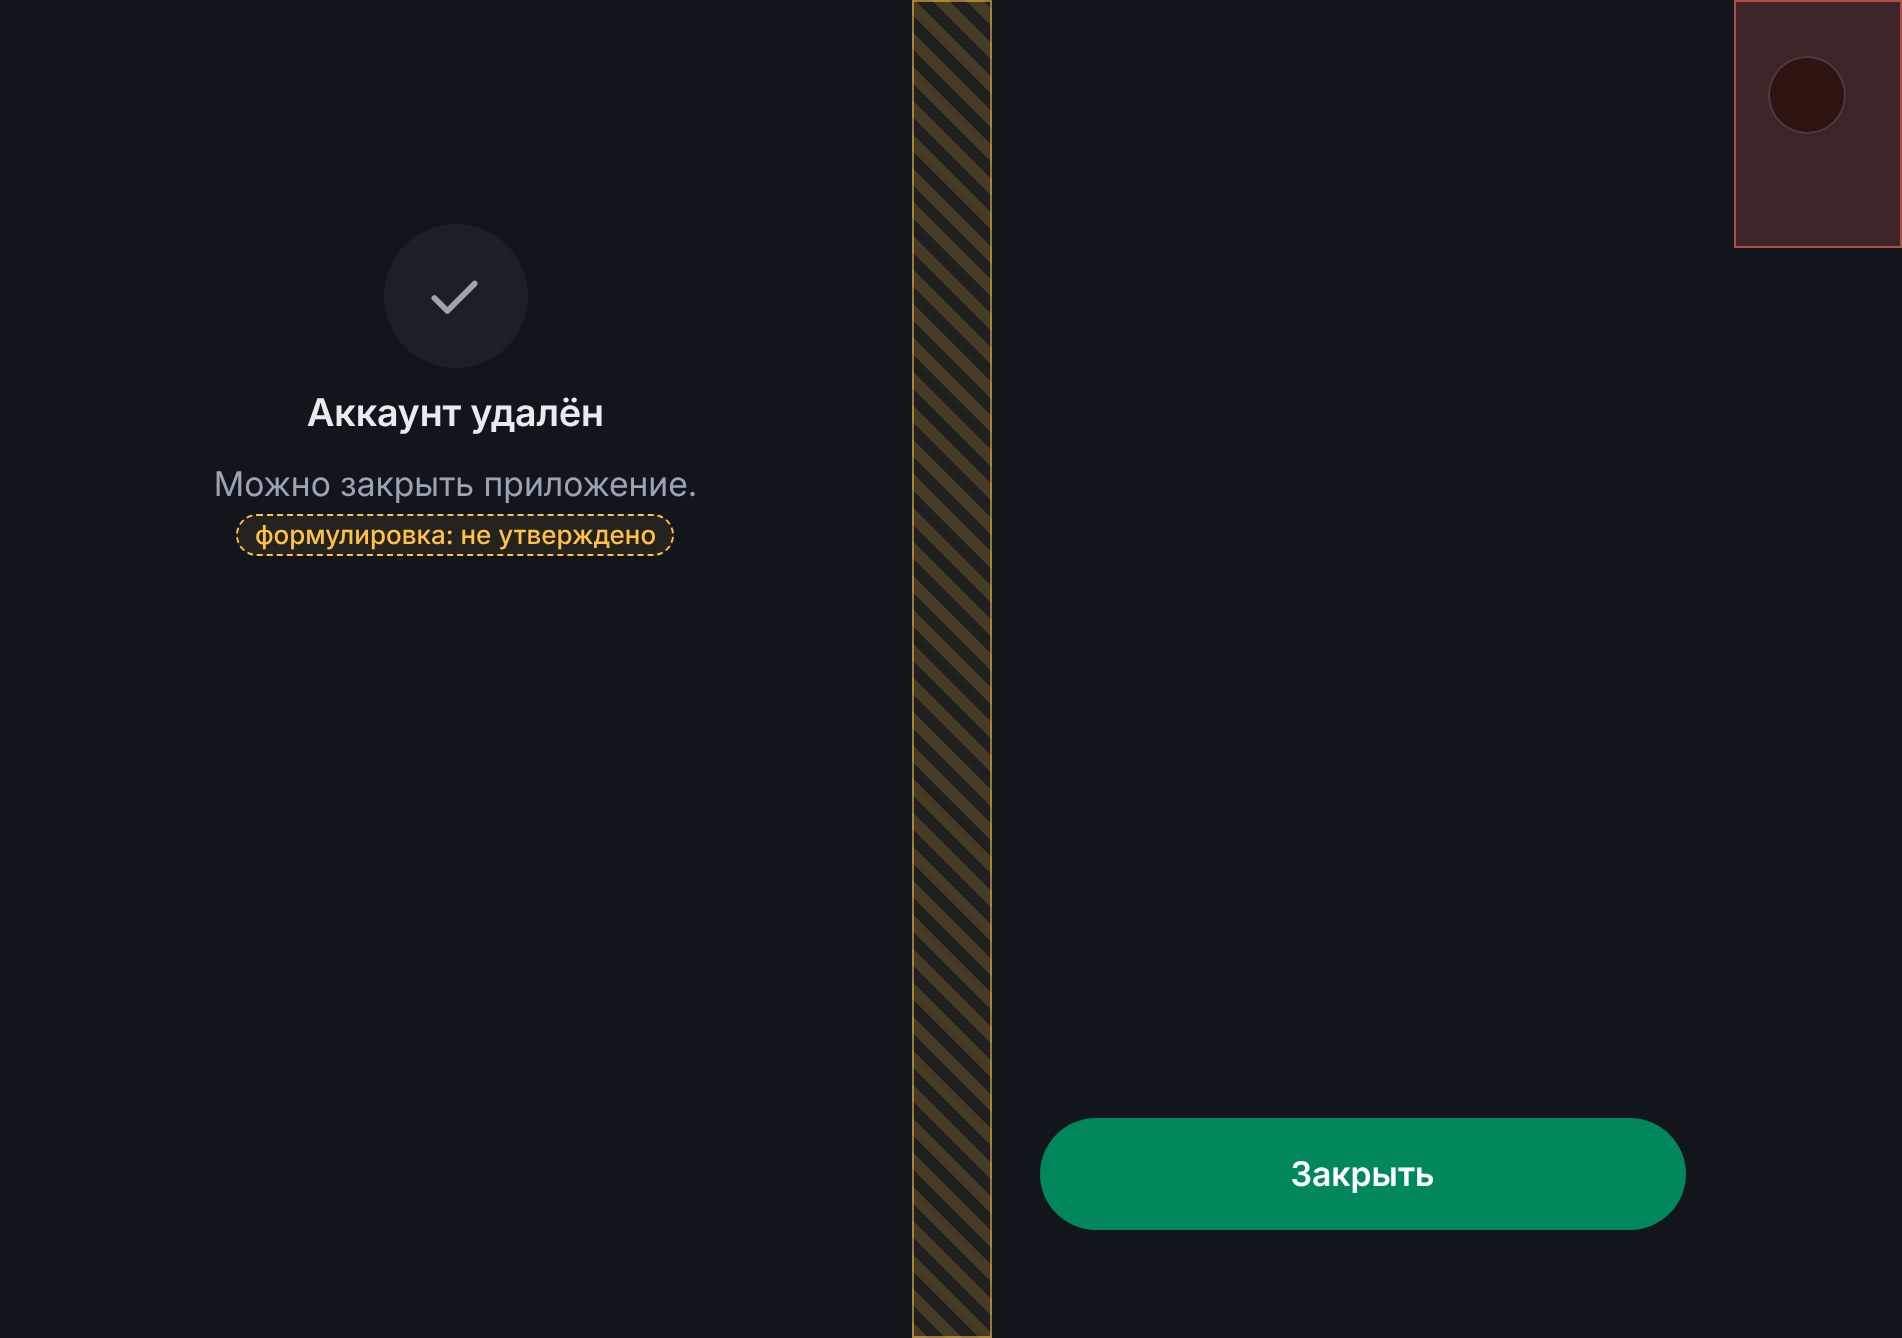 Аккаунт удалён
Можно закрыть приложение.
формулировка: не утверждено
Закрыть